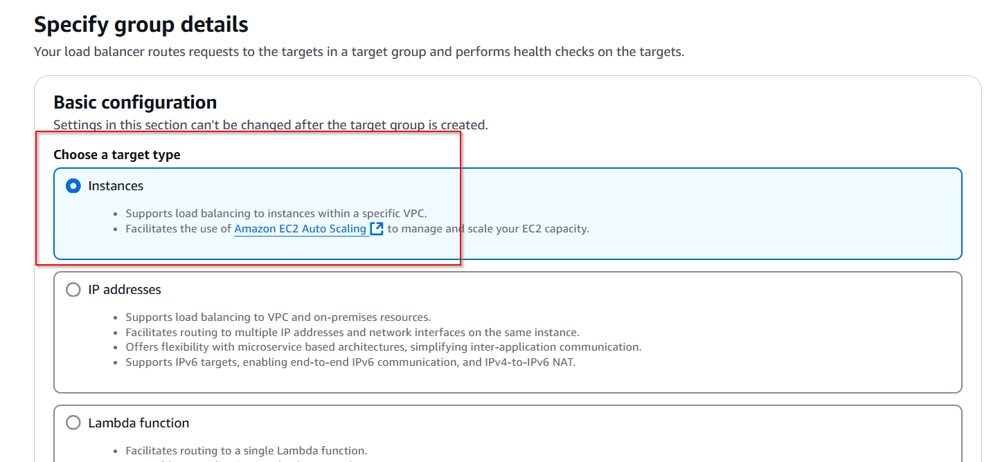 Specify group details
Your load balancer routes requests to the targets in a target group and performs health checks on the targets.
Basic configuration
Settings in this section can't be changed after the target group is created.
Choose a target type
Instances
Supports load balancing to instances within a specific VPC.
Facilitates the use of Amazon EC2 Auto Scaling to manage and scale your EC2 capacity.
IP addresses
Supports load balancing to VPC and on-premises resources.
Facilitates routing to multiple IP addresses and network interfaces on the same instance.
Offers flexibility with microservice based architectures, simplifying inter-application communication.
Supports IPv6 targets, enabling end-to-end IPv6 communication, and IPv4-to-IPv6 NAT.
Lambda function
Facilitates routing to a single Lambda function.